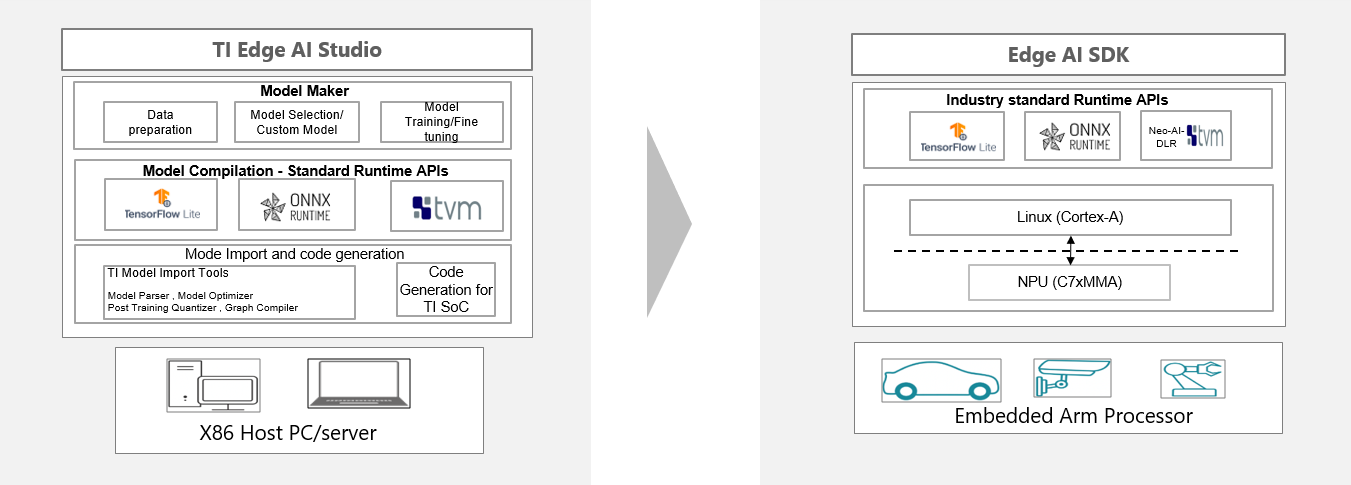 TI Edge AI Studio
Model Maker
Data
preparation
Model Selection/
Custom Model
Model
Training/Fine
tuning
Model Compilation - Standard Runtime APIs
TensorFlow Lite
ONNX
RUNTIME
tvm
Mode Import and code generation
TI Model Import Tools
Model Parser , Model Optimizer
Post Training Quantizer , Graph Compiler
Code
Generation for
TI SoC
X86 Host PC/server
Edge AI SDK
Industry standard Runtime APIs
TensorFlow Lite
ONNX
RUNTIME
Neo-AI-
DLR
tvm
Linux (Cortex-A)
NPU (C7xMMA)
Embedded Arm Processor